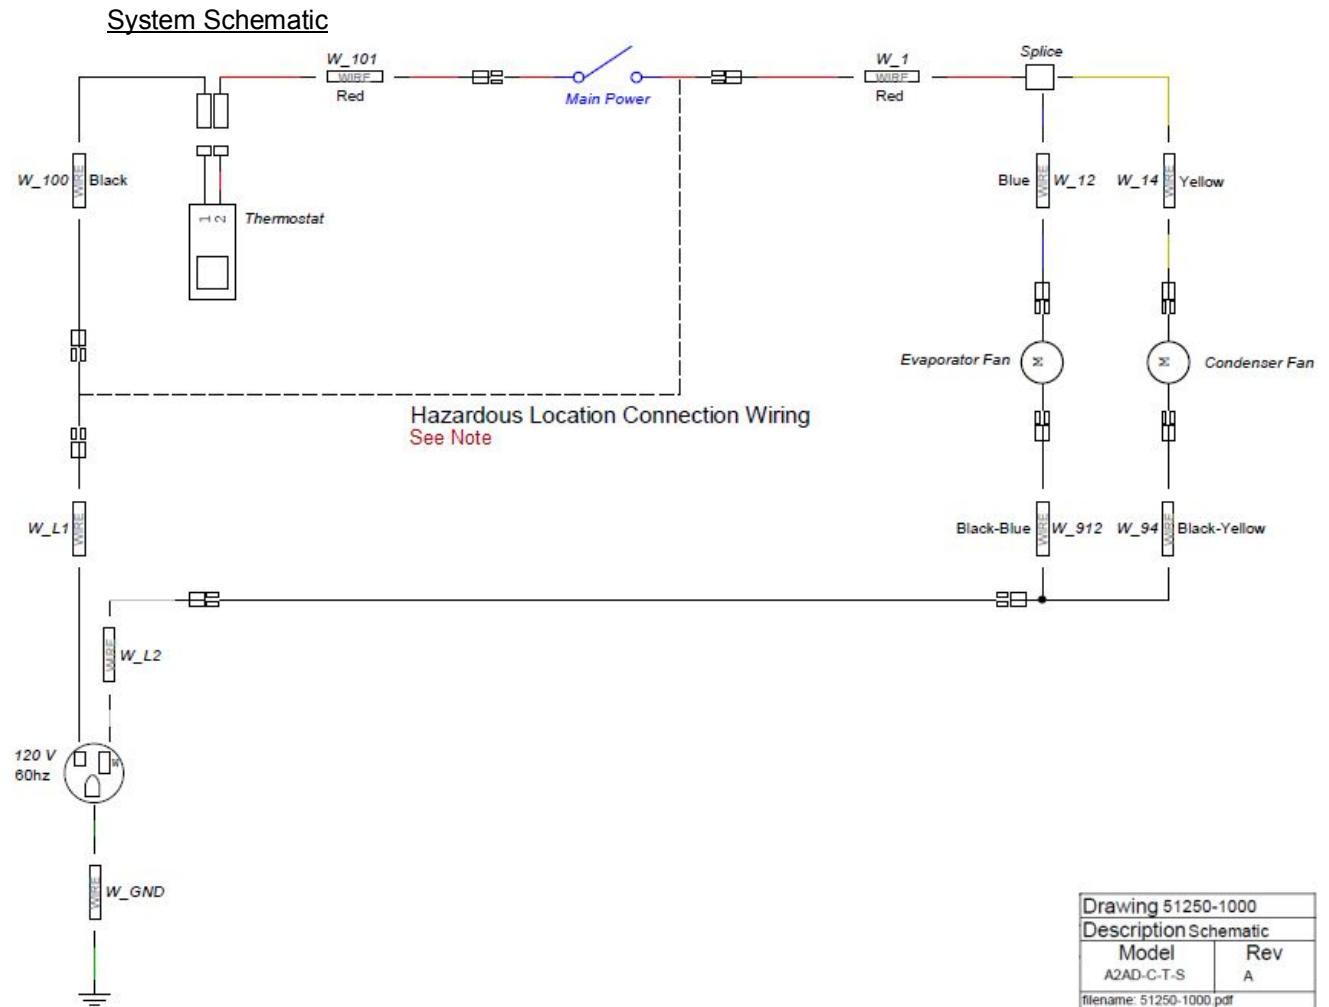 System Schematic
W_101
WIRE
Red
Main Power
W_1
WIRE
Red
Splice
W_100
WIRE
Black
1
2
Thermostat
Blue
WIRE
W_12
W_14
WIRE
Yellow
Evaporator Fan
M
M
Condenser Fan
Hazardous Location Connection Wiring
See Note
W_L1
WIRE
Black-Blue
WIRE
W_912
W_94
WIRE
Black-Yellow
WIRE
W_L2
120 V
60hz
W
WIRE
W_GND
Drawing 51250-1000
Description Schematic
Model
Rev
A2AD-C-T-S
A
filename: 51250-1000.pdf